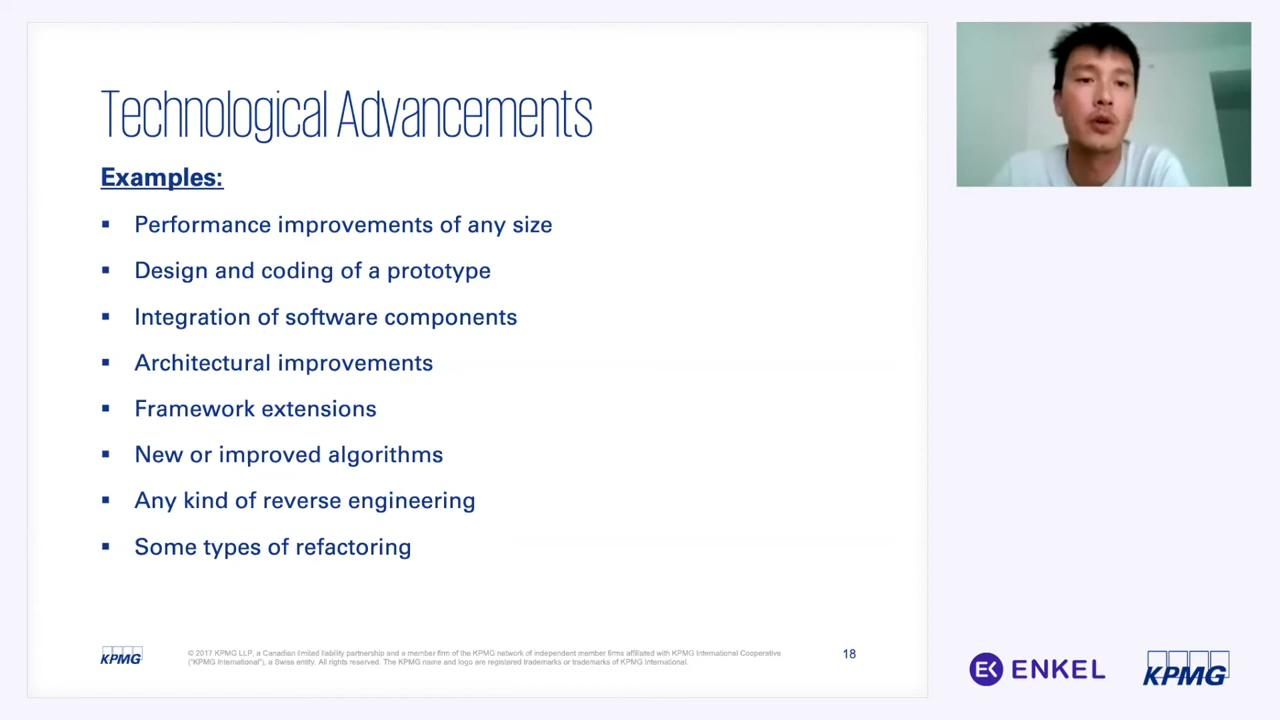 Technological Advancements
Examples:
▪ Performance improvements of any size
▪ Design and coding of a prototype
▪ Integration of software components
▪ Architectural improvements
▪ Framework extensions
▪ New or improved algorithms
▪ Any kind of reverse engineering
▪ Some types of refactoring
KPMG
© 2017 KPMG LLP, a Canadian limited liability partnership and a member firm of the KPMG network of independent member firms affiliated with KPMG International Cooperative
("KPMG International"), a Swiss entity. All rights reserved. The KPMG name and logo are registered trademarks or trademarks of KPMG International.
18
EK ENKEL
KPMG